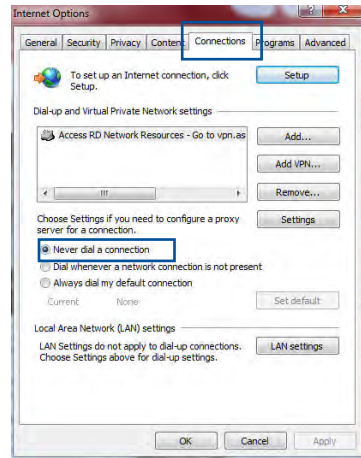 Internet Options
General Security Privacy Content Connections Programs Advanced
To set up an Internet connection, click
Setup.
Setup
Dial-up and Virtual Private Network settings
Access RD Network Resources - Go to vpn.as
Add...
Add VPN...
Remove...
Choose Settings if you need to configure a proxy
server for a connection.
Settings
Never dial a connection
Dial whenever a network connection is not present
Always dial my default connection
Current None
Set default
Local Area Network (LAN) settings
LAN Settings do not apply to dial-up connections.
Choose Settings above for dial-up settings.
LAN settings
OK Cancel Apply